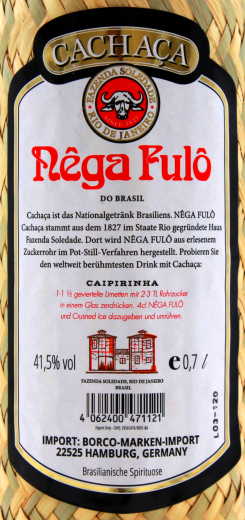 CACHAÇA
FAZENDA SOLEDADE
RIO DE JANEIRO
Nêga Fulô
DO BRASIL
Cachaça ist das Nationalgetränk Brasiliens. NÊGA FULÔ
Cachaça stammt aus dem 1827 im Staate Rio gegründete Haus
Fazenda Soledade. Dort wird NÊGA FULÔ aus erlesenem
Zuckerrohr im Pot-Still-Verfahren hergestellt. Probieren Sie
den weltweit berühmtesten Drink mit Cachaça:
CAIPIRINHA
1-1 ½ geviertelte Limetten mit 2-3 TL Rohrzucker
in einem Glas zerdrücken. 4cl NÊGA FULÔ
und Crushed Ice dazugeben und umrühren.
41,5% vol
e 0,7 l
FAZENDA SOLEDADE, RIO DE JANEIRO
BRASIL
4 062400 471121
IMPORT: BORCO-MARKEN-IMPORT
22525 HAMBURG, GERMANY
Brasilianische Spirituose
L03-120